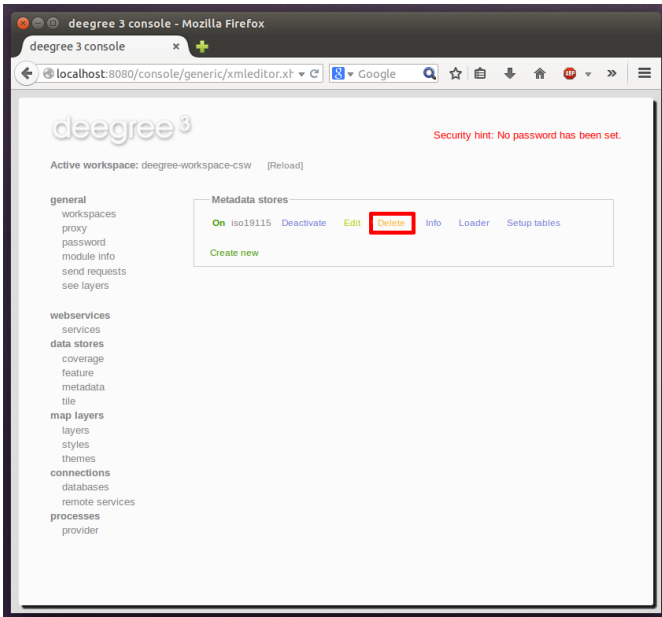 deegree 3 console - Mozilla Firefox
deegree 3 console
localhost:8080/console/generic/xmleditor.xh
Google
deegree 3
Security hint: No password has been set.
Active workspace: deegree-workspace-csw [Reload]
general
workspaces
proxy
password
module info
send requests
see layers
webservices
services
data stores
coverage
feature
metadata
tile
map layers
layers
styles
themes
connections
databases
remote services
processes
provider
Metadata stores
On iso19115 Deactivate Edit Delete Info Loader Setup tables
Create new